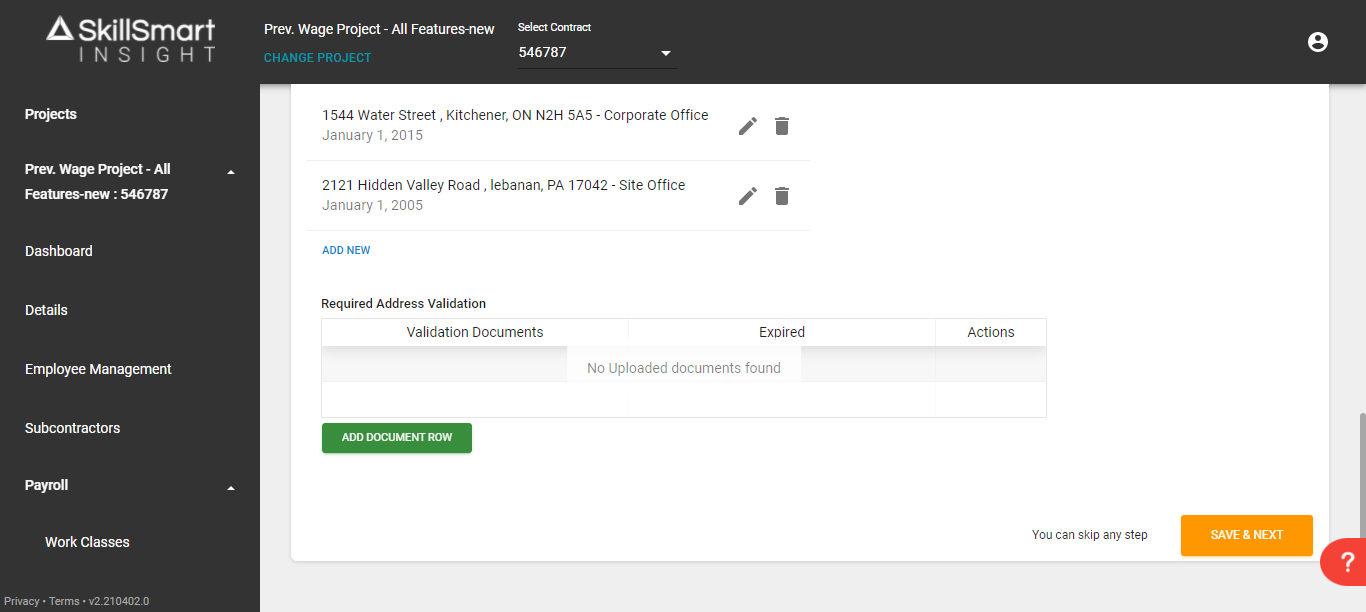 SkillSmart
INSIGHT
Prev. Wage Project - All Features-new
CHANGE PROJECT
Select Contract
546787
Projects
Prev. Wage Project - All
Features-new : 546787
Dashboard
Details
Employee Management
Subcontractors
Payroll
Work Classes
Privacy • Terms • v2.210402.0
1544 Water Street , Kitchener, ON N2H 5A5 - Corporate Office
January 1, 2015
2121 Hidden Valley Road , lebanan, PA 17042 - Site Office
January 1, 2005
ADD NEW
Required Address Validation
Validation Documents Expired Actions
No Uploaded documents found
ADD DOCUMENT ROW
You can skip any step
SAVE & NEXT
?